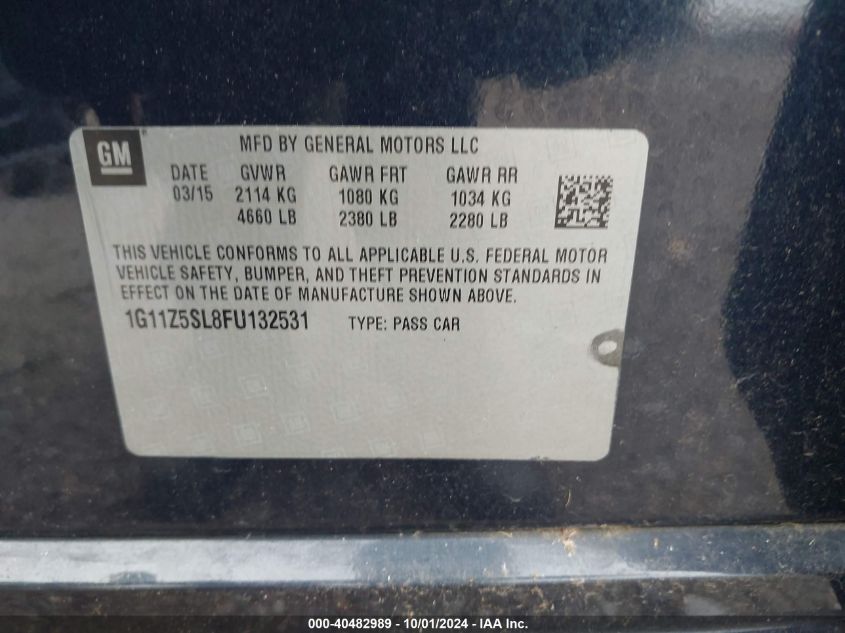 GM
MFD BY GENERAL MOTORS LLC
DATE GVWR GAWR FRT GAWR RR
03/15 2114 KG 1080 KG 1034 KG
4660 LB 2380 LB 2280 LB
THIS VEHICLE CONFORMS TO ALL APPLICABLE U.S. FEDERAL MOTOR
VEHICLE SAFETY, BUMPER, AND THEFT PREVENTION STANDARDS IN
EFFECT ON THE DATE OF MANUFACTURE SHOWN ABOVE.
1G11Z5SL8FU132531 TYPE: PASS CAR
000-40482989 - 10/01/2024 - IAA Inc.